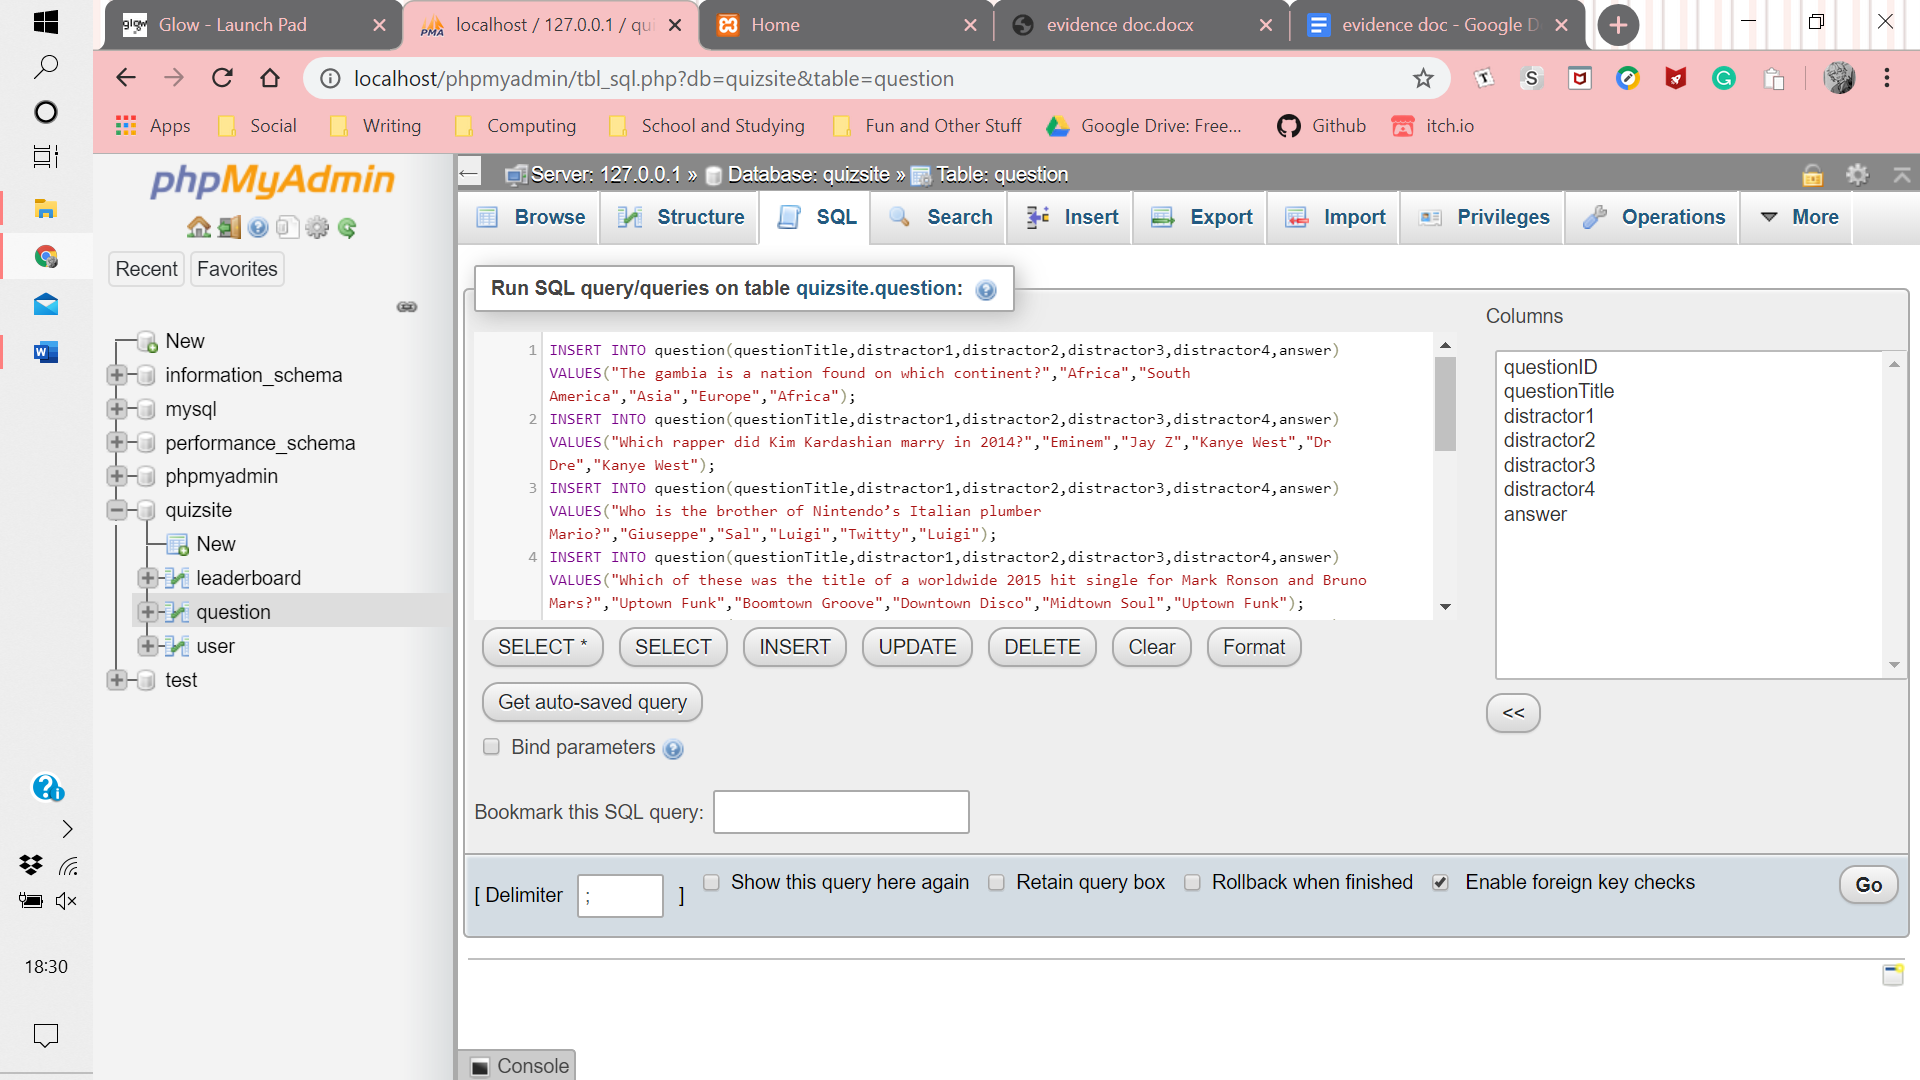 Glow - Launch Pad
localhost / 127.0.0.1 / qui
Home
evidence doc.docx
evidence doc - Google D
localhost/phpmyadmin/tbl_sql.php?db=quizsite&table=question
Apps
Social
Writing
Computing
School and Studying
Fun and Other Stuff
Google Drive: Free...
Github
itch.io
phpMyAdmin
Recent
Favorites
New
information_schema
mysql
performance_schema
phpmyadmin
quizsite
New
leaderboard
question
user
test
18:30
Server: 127.0.0.1 » Database: quizsite » Table: question
Browse
Structure
SQL
Search
Insert
Export
Import
Privileges
Operations
More
Run SQL query/queries on table quizsite.question:
1 INSERT INTO question(questionTitle,distractor1,distractor2,distractor3,distractor4,answer)
VALUES("The gambia is a nation found on which continent?","Africa","South
America","Asia","Europe","Africa");
2 INSERT INTO question(questionTitle,distractor1,distractor2,distractor3,distractor4,answer)
VALUES("Which rapper did Kim Kardashian marry in 2014?","Eminem","Jay Z","Kanye West","Dr
Dre","Kanye West");
3 INSERT INTO question(questionTitle,distractor1,distractor2,distractor3,distractor4,answer)
VALUES("Who is the brother of Nintendo’s Italian plumber
Mario?","Giuseppe","Sal","Luigi","Twitty","Luigi");
4 INSERT INTO question(questionTitle,distractor1,distractor2,distractor3,distractor4,answer)
VALUES("Which of these was the title of a worldwide 2015 hit single for Mark Ronson and Bruno
Mars?","Uptown Funk","Boomtown Groove","Downtown Disco","Midtown Soul","Uptown Funk");
Columns
questionID
questionTitle
distractor1
distractor2
distractor3
distractor4
answer
<<
SELECT *
SELECT
INSERT
UPDATE
DELETE
Clear
Format
Get auto-saved query
Bind parameters
Bookmark this SQL query:
[ Delimiter ; ]
Show this query here again
Retain query box
Rollback when finished
Enable foreign key checks
Go
Console